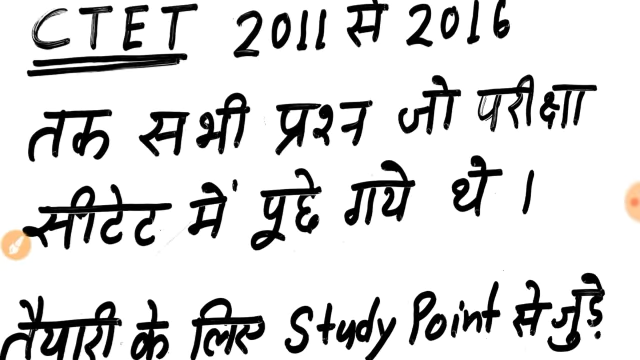 CTET 2011 से 2016
तक सभी प्रश्न जो परीक्षा
सीटेट में पूछे गये थे ।
तैयारी के लिए Study Point से जुड़े